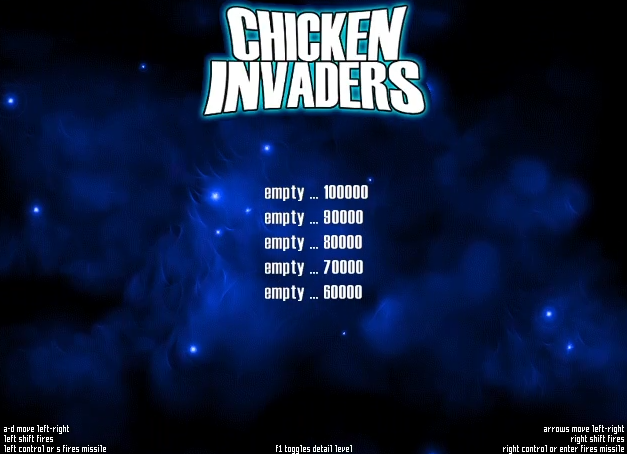 CHICKEN
INVADERS
empty ... 100000
empty ... 90000
empty ... 80000
empty ... 70000
empty ... 60000
a-d move left-right
left shift fires
left control or s fires missile
f1 toggles detail level
arrows move left-right
right shift fires
right control or enter fires missile